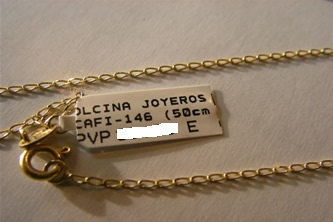 OLCINA JOYEROS
CAFI-146 (50cm
PVP E